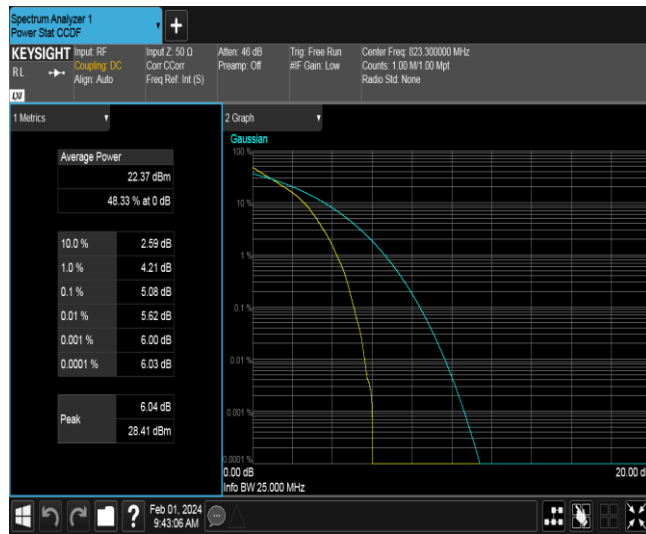 Spectrum Analyzer 1
Power Stat CCDF
+
KEYSIGHT
RL
LXI
Input: RF
Coupling: DC
Align: Auto
Input Z: 50 Ω
Corr CCorr
Freq Ref: Int (S)
Atten: 46 dB
Preamp: Off
Trig: Free Run
#IF Gain: Low
Center Freq: 823.300000 MHz
Counts: 1.00 M/1.00 Mpt
Radio Std: None
1 Metrics
Average Power
22.37 dBm
48.33 % at 0 dB
10.0 % 2.59 dB
1.0 % 4.21 dB
0.1 % 5.08 dB
0.01 % 5.62 dB
0.001 % 6.00 dB
0.0001 % 6.03 dB
Peak
6.04 dB
28.41 dBm
2 Graph
Gaussian
100 %
10 %
1 %
0.1 %
0.01 %
0.001 %
0.0001 %
0.00 dB
20.00 d
Info BW 25.000 MHz
?
Feb 01, 2024
9:43:06 AM